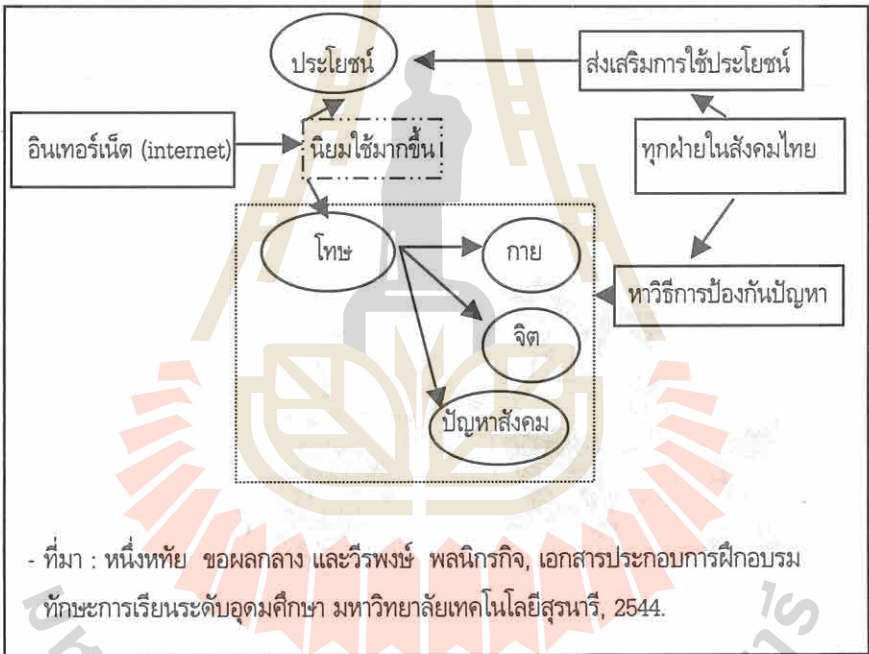 ประโยชน์
ส่งเสริมการใช้ประโยชน์
อินเทอร์เน็ต (internet)
นิยมใช้มากขึ้น
ทุกฝ่ายในสังคมไทย
โทษ
กาย
หาวิธีการป้องกันปัญหา
จิต
ปัญหาสังคม
- ที่มา : หนึ่งหทัย ขอผลกลาง และวีรพงษ์ พลนิกรกิจ, เอกสารประกอบการฝึกอบรม
ทักษะการเรียนระดับอุดมศึกษา มหาวิทยาลัยเทคโนโลยีสุรนารี, 2544.